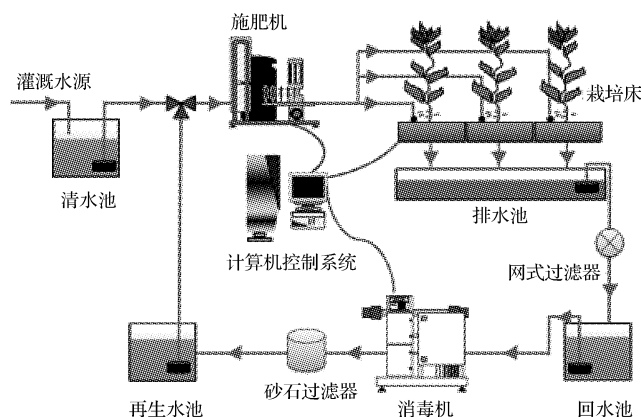 施肥机
灌溉水源
栽培床
清水池
排水池
计算机控制系统
网式过滤器
砂石过滤器
再生水池
消毒机
回水池